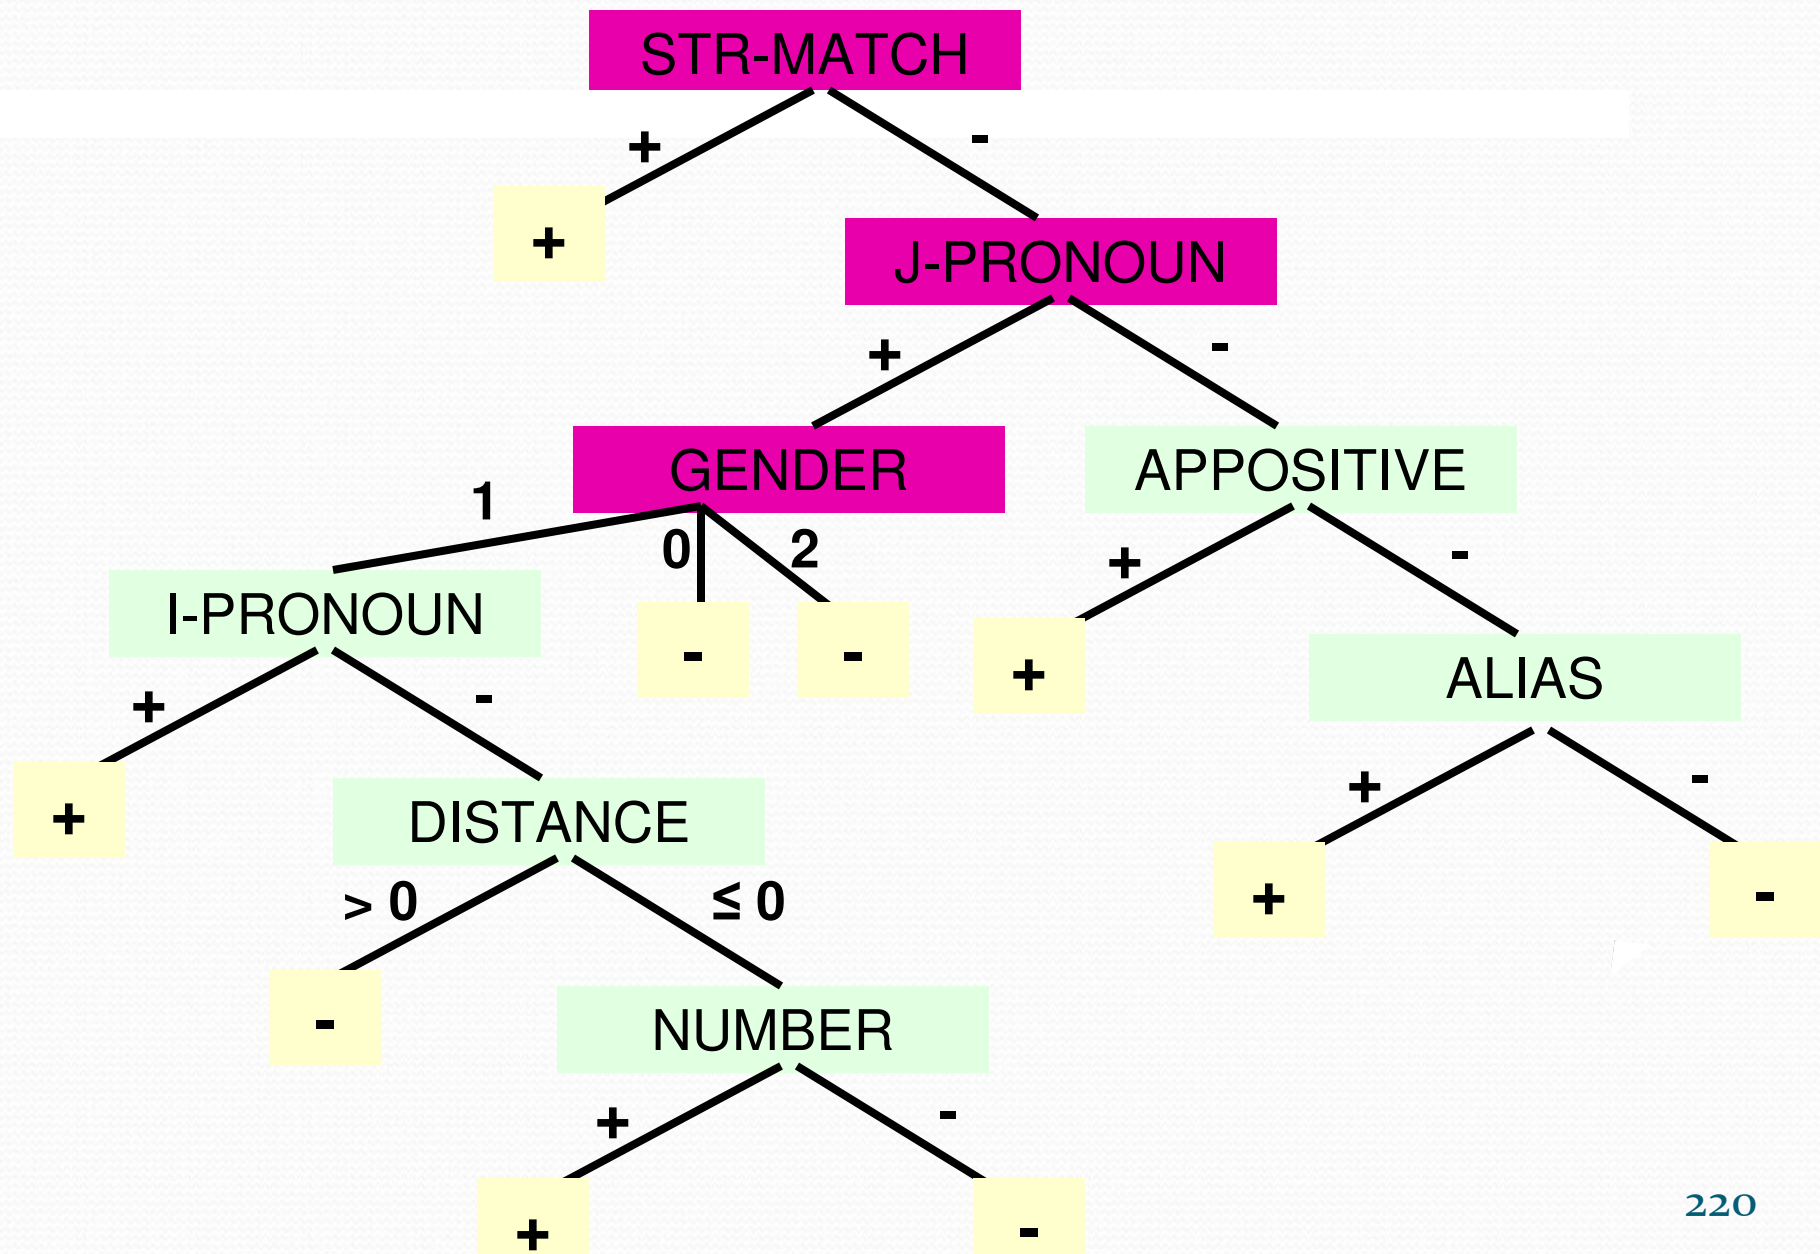 STR-MATCH
+ -
+
J-PRONOUN
+ -
GENDER APPOSITIVE
1 0 2 + -
I-PRONOUN
- - + ALIAS
+ - + -
+ DISTANCE
> 0 ≤ 0 + -
- NUMBER
+ -
+ -
220